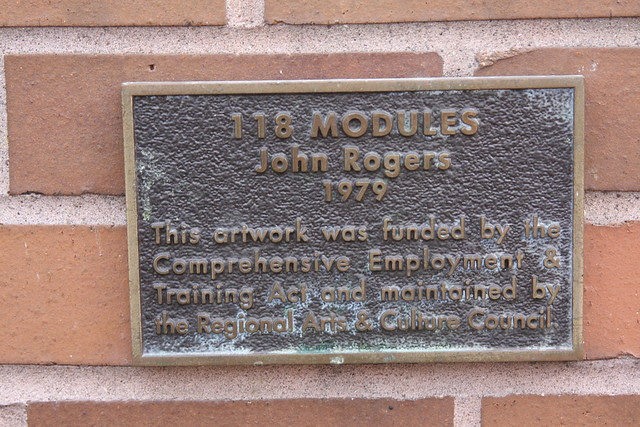 118 MODULES
John Rogers
1979
This artwork was funded by the
Comprehensive Employment &
Training Act and maintained by
the Regional Arts & Culture Council.